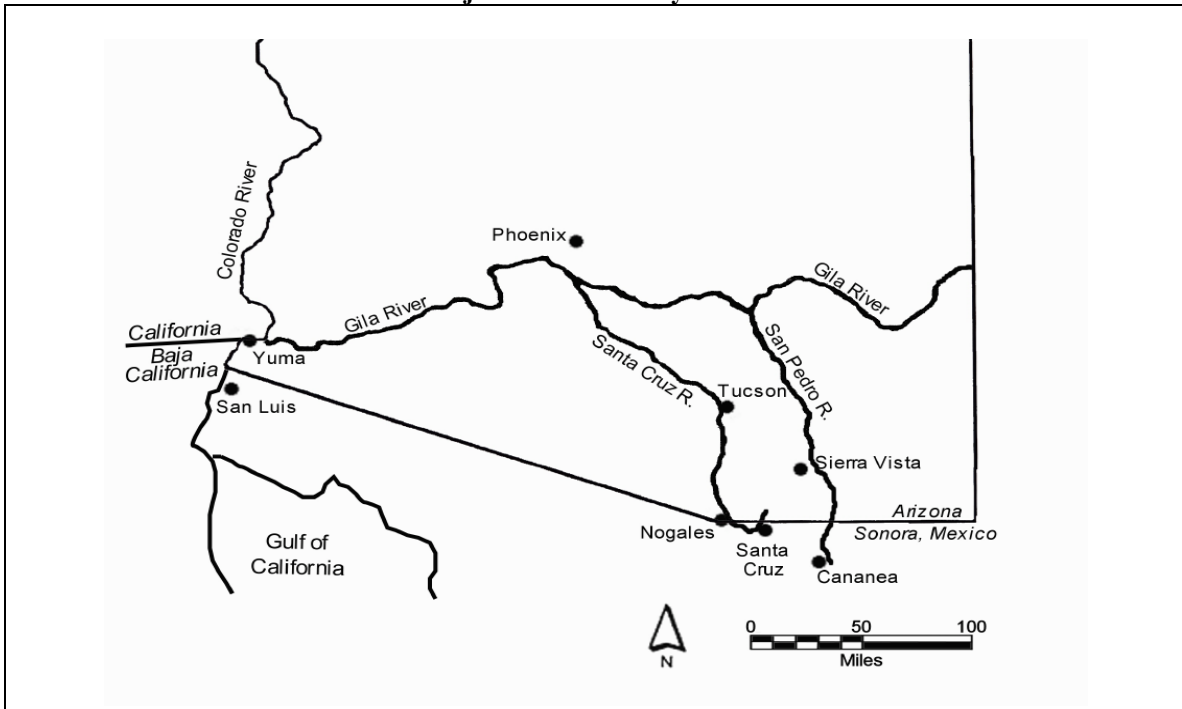 Phoenix
Colorado River
Gila River
Gila River
California
Baja
California
Yuma
San Luis
Santa Cruz R.
San Pedro R.
Tucson
Sierra Vista
Arizona
Sonora, Mexico
Nogales
Santa
Cruz
Cananea
Gulf of
California
N
0 50 100
Miles